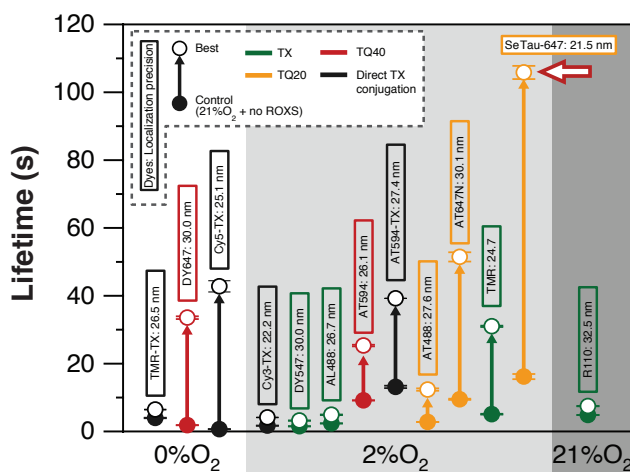 Lifetime (s)
120
100
80
60
40
20
0
Dyes: Localization precision
Best
Control
(21%O₂ + no ROXS)
TX
TQ20
TQ40
Direct TX
conjugation
SeTau-647: 21.5 nm
TMR-TX: 26.5 nm
DY647: 30.0 nm
Cy5-TX: 25.1 nm
Cy3-TX: 22.2 nm
DY547: 30.0 nm
AL488: 26.7 nm
AT594: 26.1 nm
AT594-TX: 27.4 nm
AT488: 27.6 nm
AT647N: 30.1 nm
TMR: 24.7
R110: 32.5 nm
0%O₂
2%O₂
21%O₂